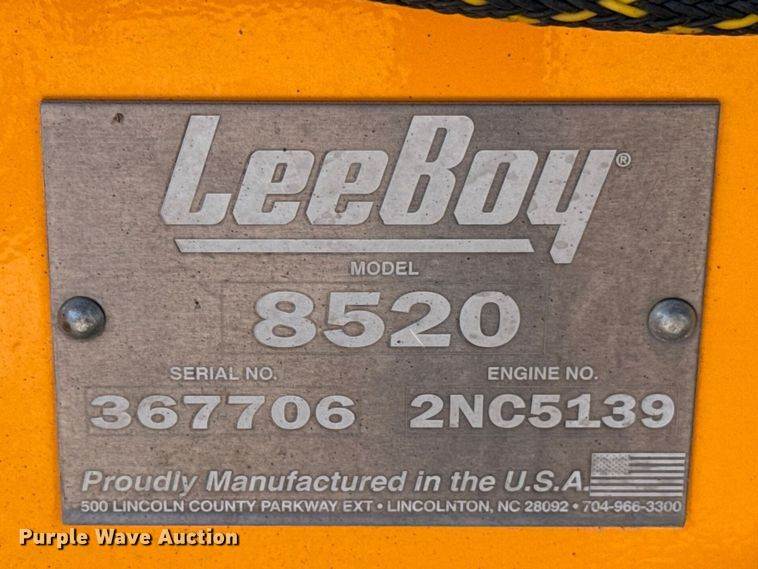 LeeBoy®
MODEL
8520
SERIAL NO. ENGINE NO.
367706 2NC5139
Proudly Manufactured in the U.S.A.
500 LINCOLN COUNTY PARKWAY EXT • LINCOLNTON, NC 28092 • 704-966-3300
Purple Wave Auction